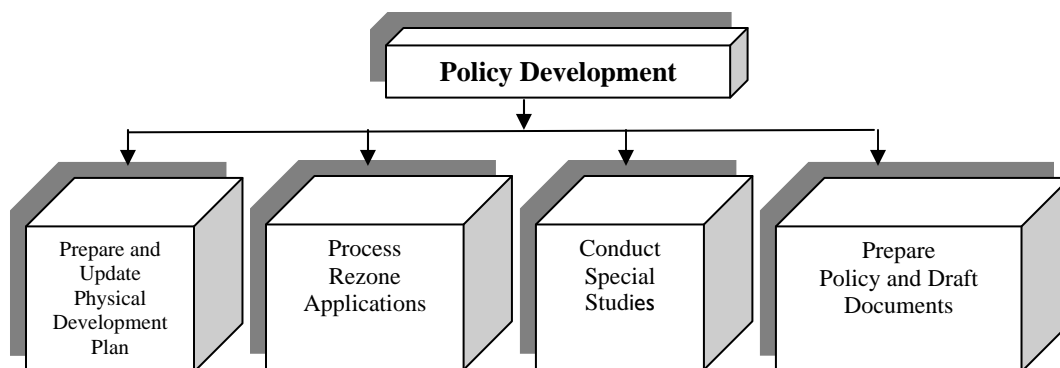 Policy Development
Prepare and
Update
Physical
Development
Plan
Process
Rezone
Applications
Conduct
Special
Studies
Prepare
Policy and Draft
Documents